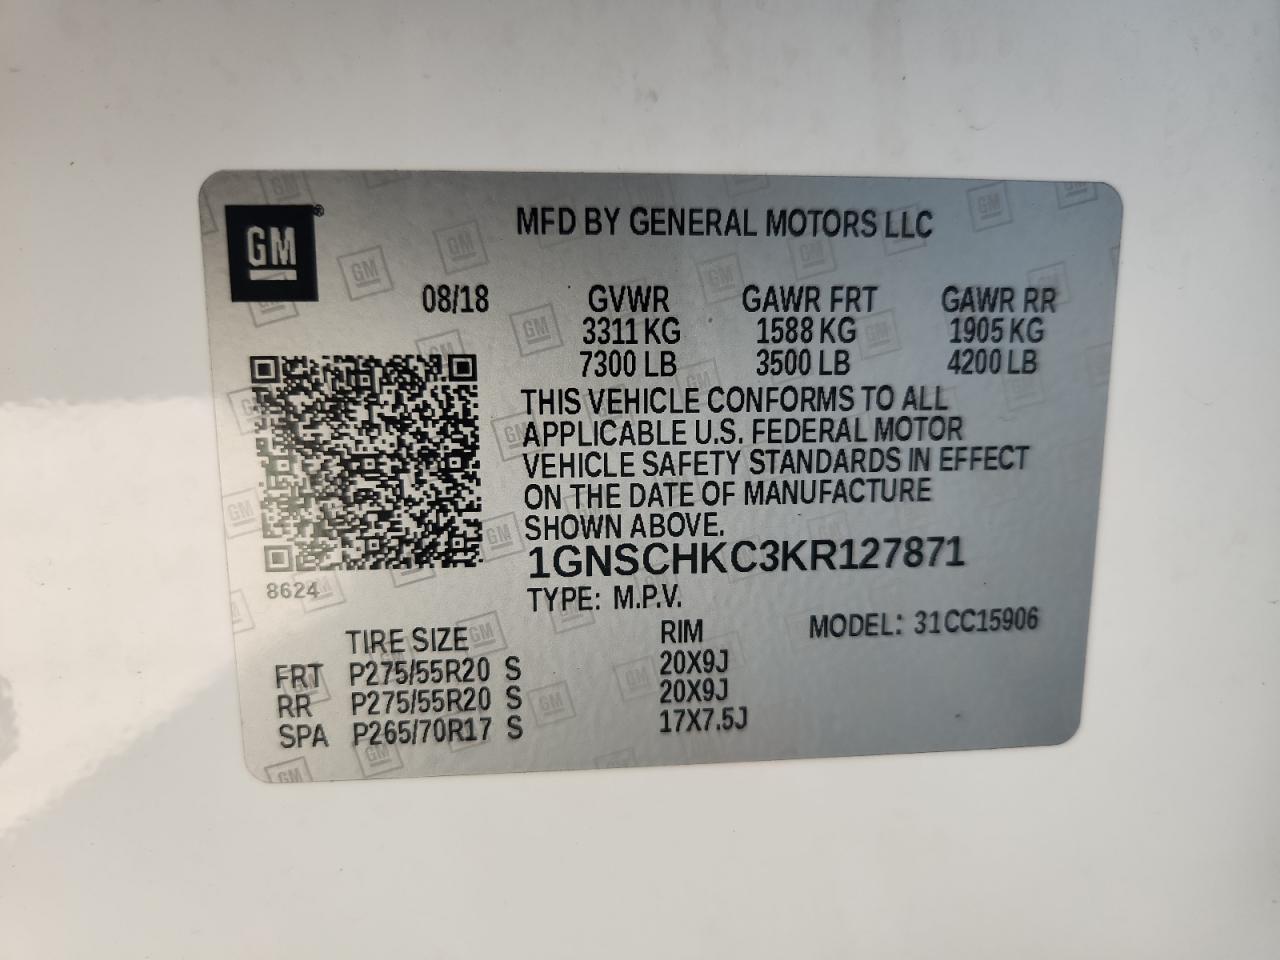 GM®
MFD BY GENERAL MOTORS LLC
08/18 GVWR GAWR FRT GAWR RR
3311 KG 1588 KG 1905 KG
7300 LB 3500 LB 4200 LB
THIS VEHICLE CONFORMS TO ALL
APPLICABLE U.S. FEDERAL MOTOR
VEHICLE SAFETY STANDARDS IN EFFECT
ON THE DATE OF MANUFACTURE
SHOWN ABOVE.
1GNSCHKC3KR127871
8624
TYPE: M.P.V.
MODEL: 31CC15906
TIRE SIZE RIM
FRT P275/55R20 S 20X9J
RR P275/55R20 S 20X9J
SPA P265/70R17 S 17X7.5J